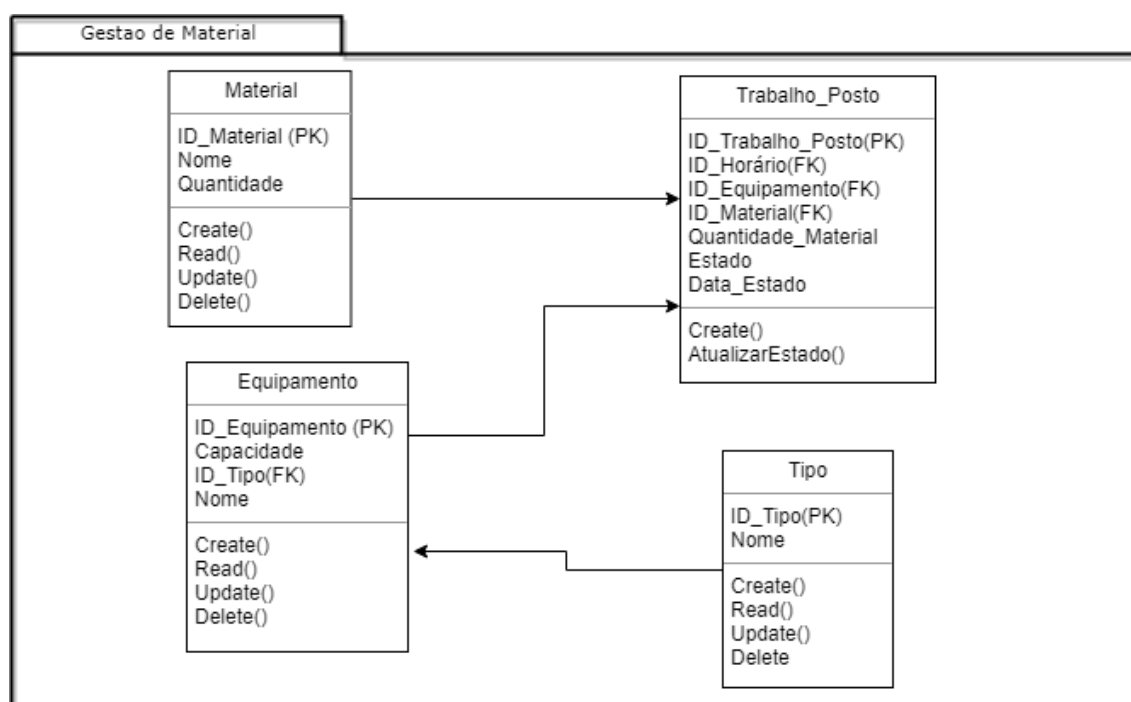 Gestao de Material
Material
ID_Material (PK)
Nome
Quantidade
Create()
Read()
Update()
Delete()
Trabalho_Posto
ID_Trabalho_Posto(PK)
ID_Horário(FK)
ID_Equipamento(FK)
ID_Material(FK)
Quantidade_Material
Estado
Data_Estado
Create()
AtualizarEstado()
Equipamento
ID_Equipamento (PK)
Capacidade
ID_Tipo(FK)
Nome
Create()
Read()
Update()
Delete()
Tipo
ID_Tipo(PK)
Nome
Create()
Read()
Update()
Delete